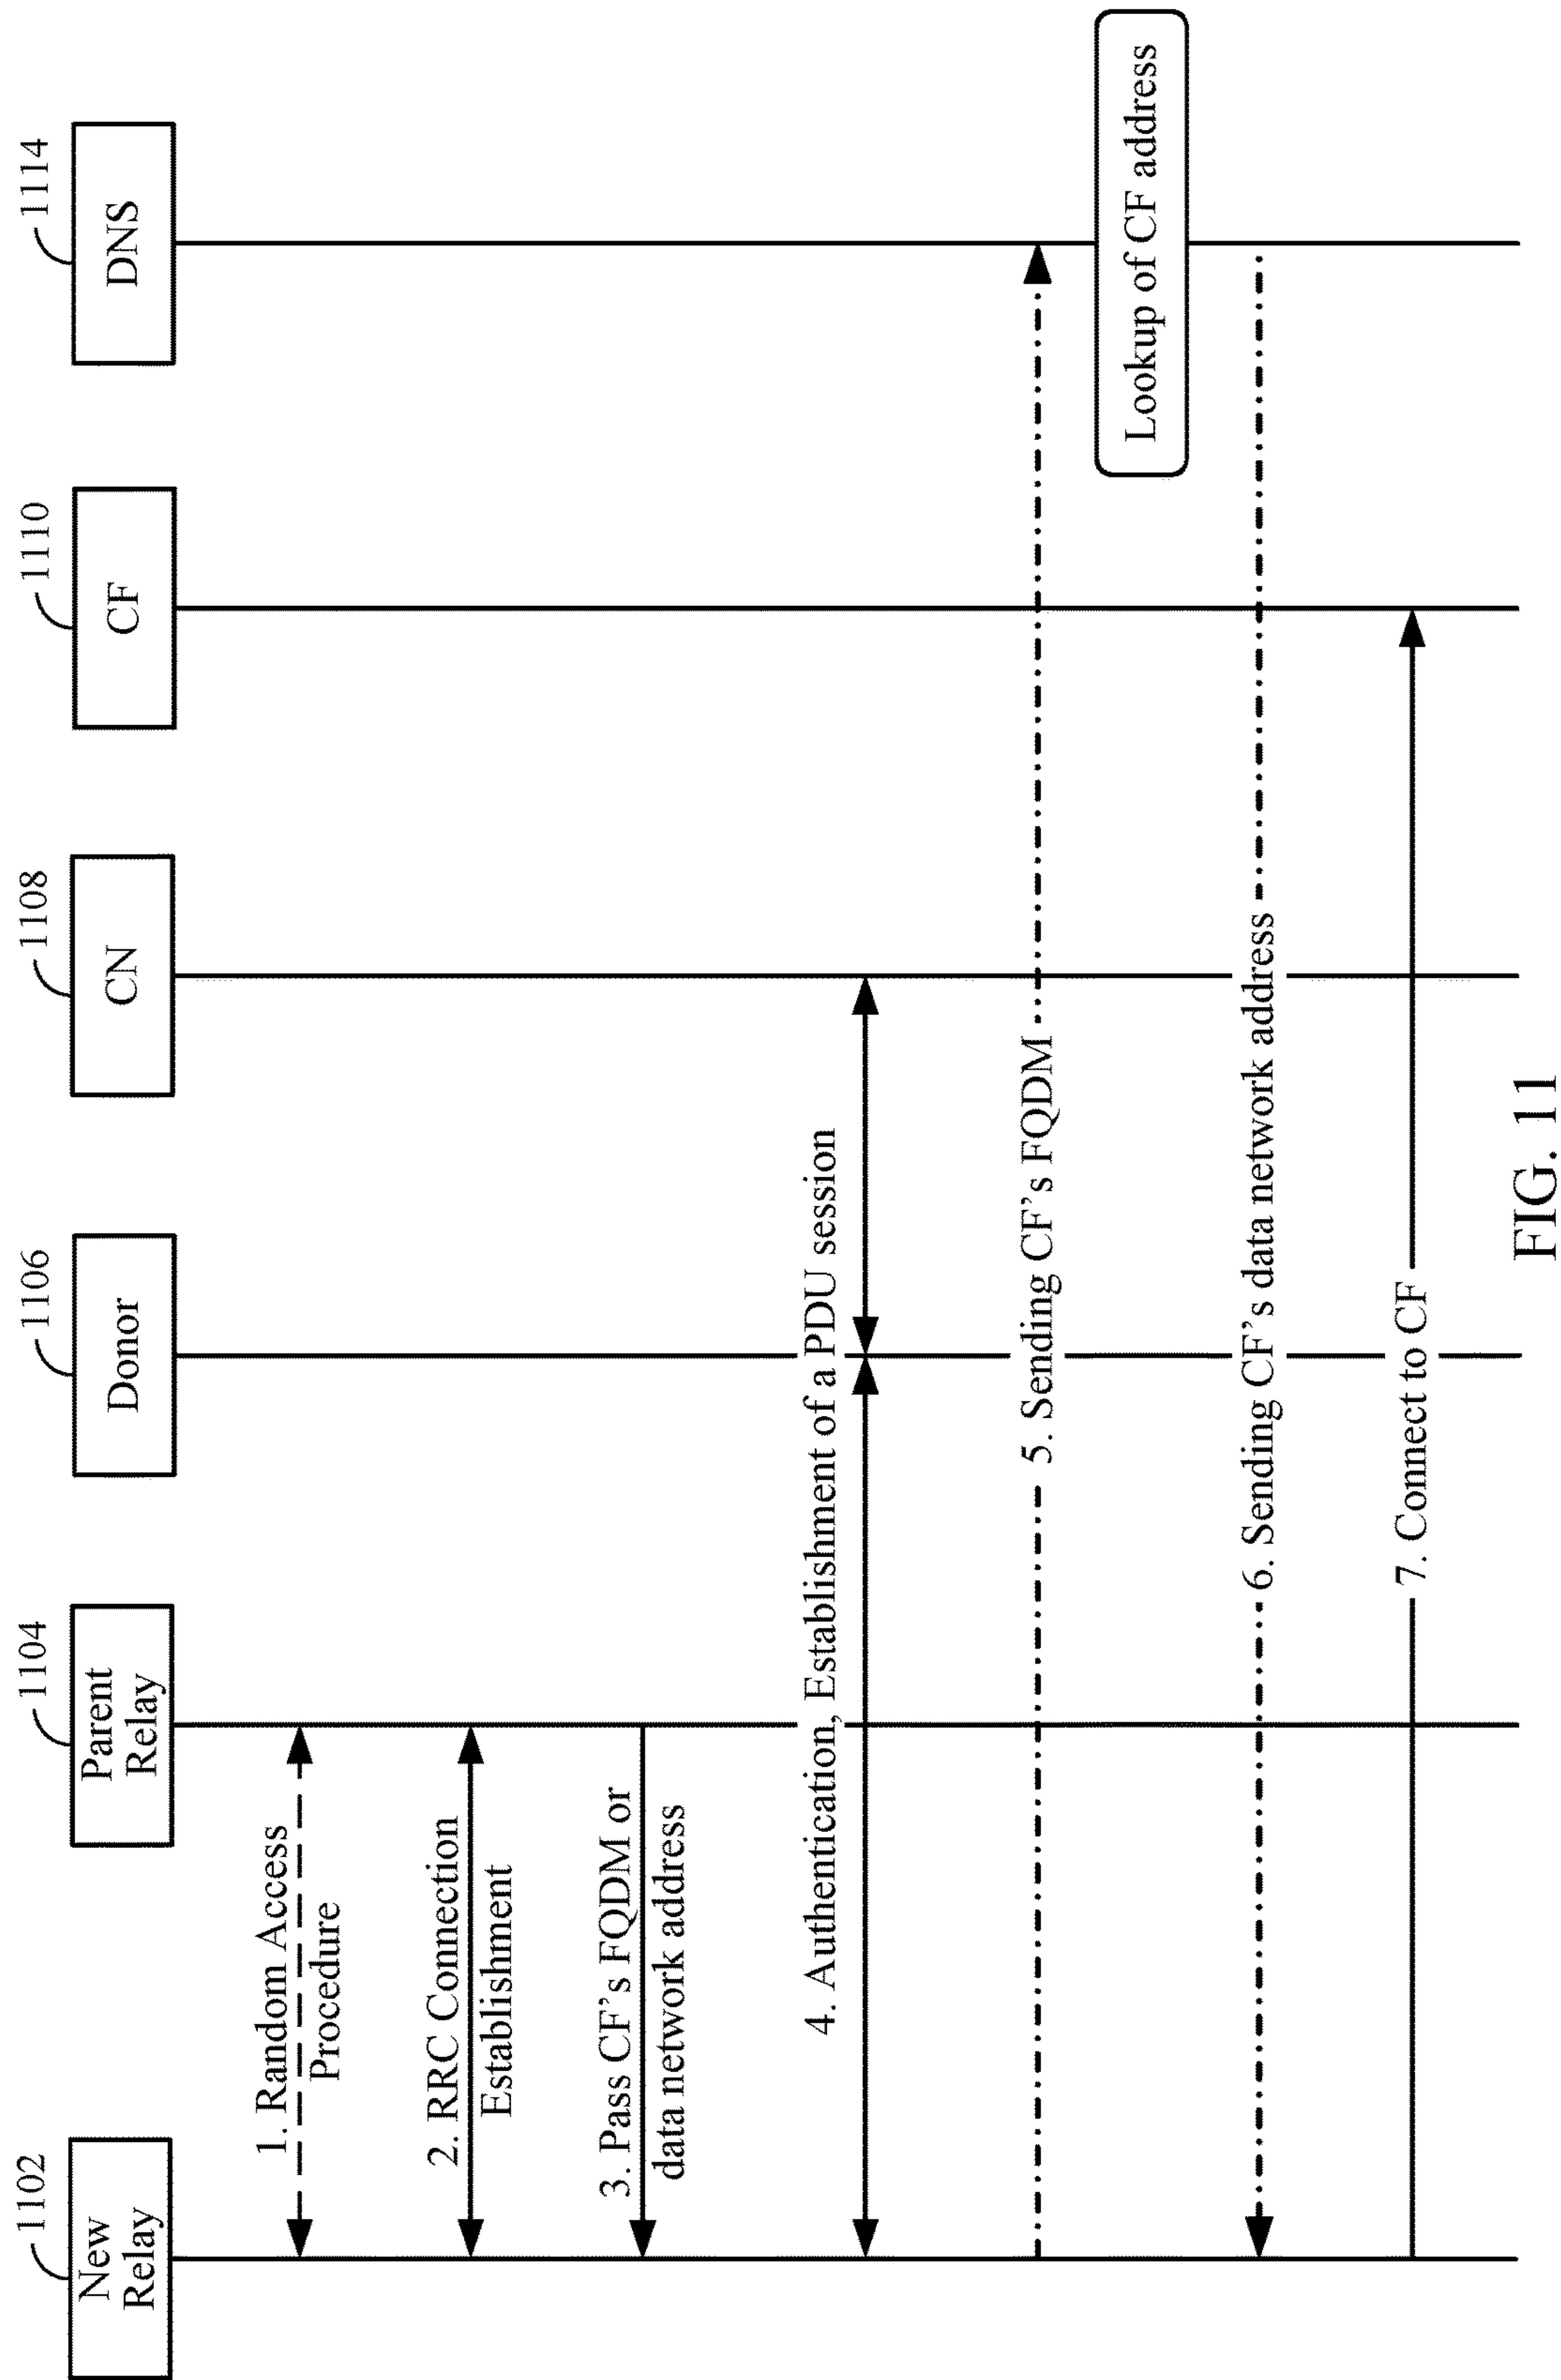 1102
New
Relay
1104
Parent
Relay
1106
Donor
1108
CN
1110
CF
1114
DNS
1. Random Access
Procedure
2. RRC Connection
Establishment
3. Pass CF's FQDM or
data network address
4. Authentication, Establishment of a PDU session
5. Sending CF's FQDM
Lookup of CF address
6. Sending CF's data network address
7. Connect to CF
FIG. 11